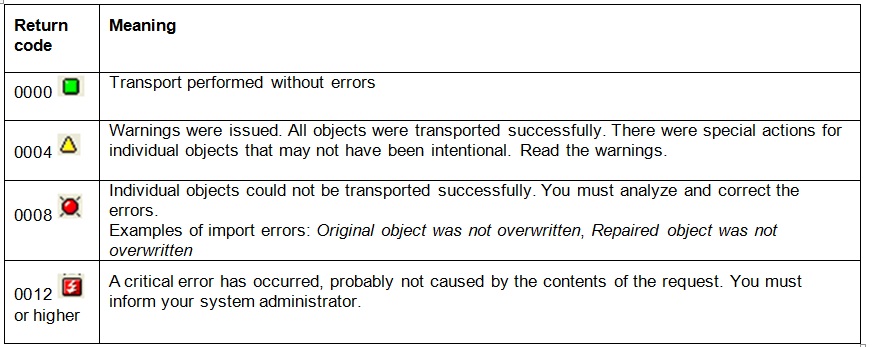 Return
code
Meaning
0000
Transport performed without errors
0004
Warnings were issued. All objects were transported successfully. There were special actions for
individual objects that may not have been intentional. Read the warnings.
0008
Individual objects could not be transported successfully. You must analyze and correct the
errors.
Examples of import errors: Original object was not overwritten, Repaired object was not
overwritten
0012
or higher
A critical error has occurred, probably not caused by the contents of the request. You must
inform your system administrator.